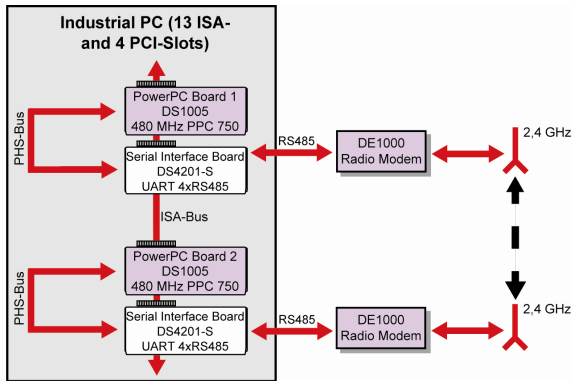 Industrial PC (13 ISA-
and 4 PCI-Slots)
PHS-Bus
PowerPC Board 1
DS1005
480 MHz PPC 750
Serial Interface Board
DS4201-S
UART 4xRS485
RS485
DE1000
Radio Modem
2,4 GHz
ISA-Bus
PHS-Bus
PowerPC Board 2
DS1005
480 MHz PPC 750
Serial Interface Board
DS4201-S
UART 4xRS485
RS485
DE1000
Radio Modem
2,4 GHz